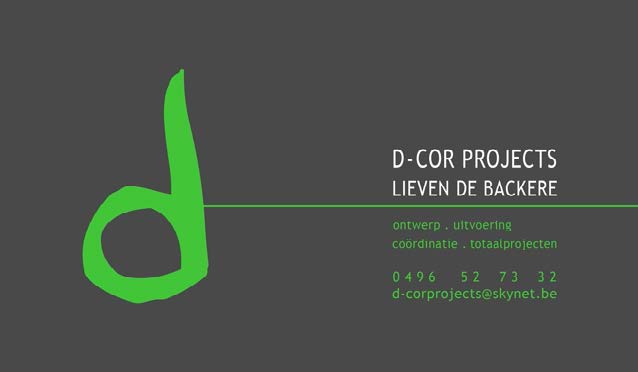 d
D-COR PROJECTS
LIEVEN DE BACKERE
ontwerp . uitvoering
coördinatie . totaalprojecten
0496 52 73 32
d-corprojects@skynet.be